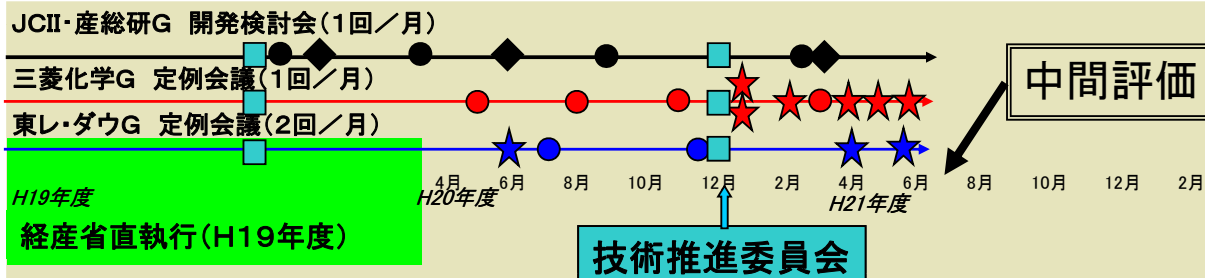 JCII・産総研G 開発検討会（１回／月）
三菱化学G 定例会議（１回／月）
中間評価
東レ・ダウG 定例会議（２回／月）
4月 6月 8月 10月 12月 2月 4月 6月 8月 10月 12月 2月
H19年度 H20年度 H21年度
経産省直執行（H１９年度）
技術推進委員会